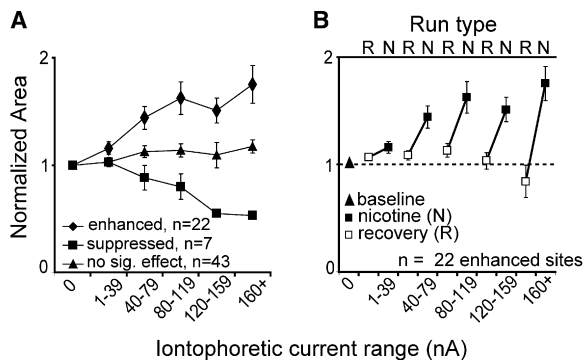 A
Normalized Area
2
1
0
enhanced, n=22
suppressed, n=7
no sig. effect, n=43
0
1-39
40-79
80-119
120-159
160+
B
Run type
R N R N R N R N R N
2
1
0
baseline
nicotine (N)
recovery (R)
n = 22 enhanced sites
0
1-39
40-79
80-119
120-159
160+
Iontophoretic current range (nA)